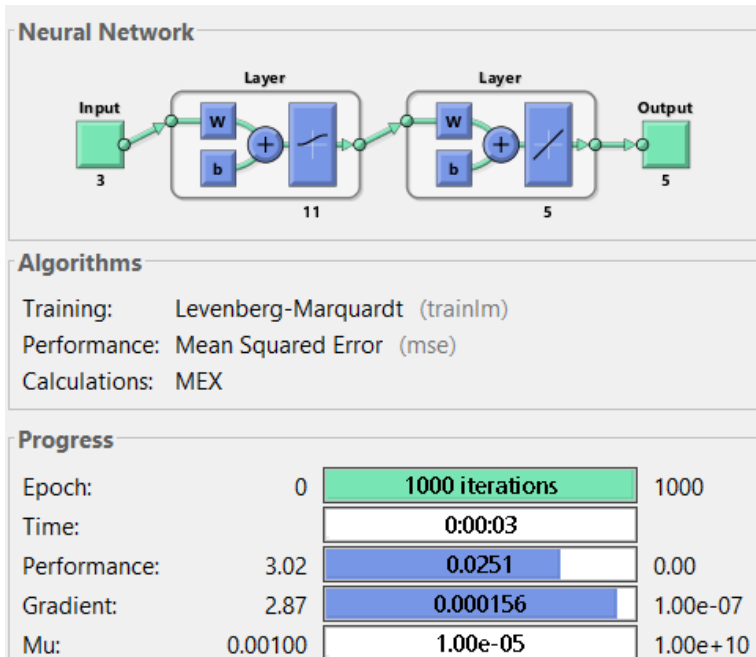 Neural Network
Layer Layer
Input Output
W W
b b
3 11 5 5
Algorithms
Training: Levenberg-Marquardt (trainlm)
Performance: Mean Squared Error (mse)
Calculations: MEX
Progress
Epoch: 0 1000 iterations 1000
Time: 0:00:03
Performance: 3.02 0.0251 0.00
Gradient: 2.87 0.000156 1.00e-07
Mu: 0.00100 1.00e-05 1.00e+10